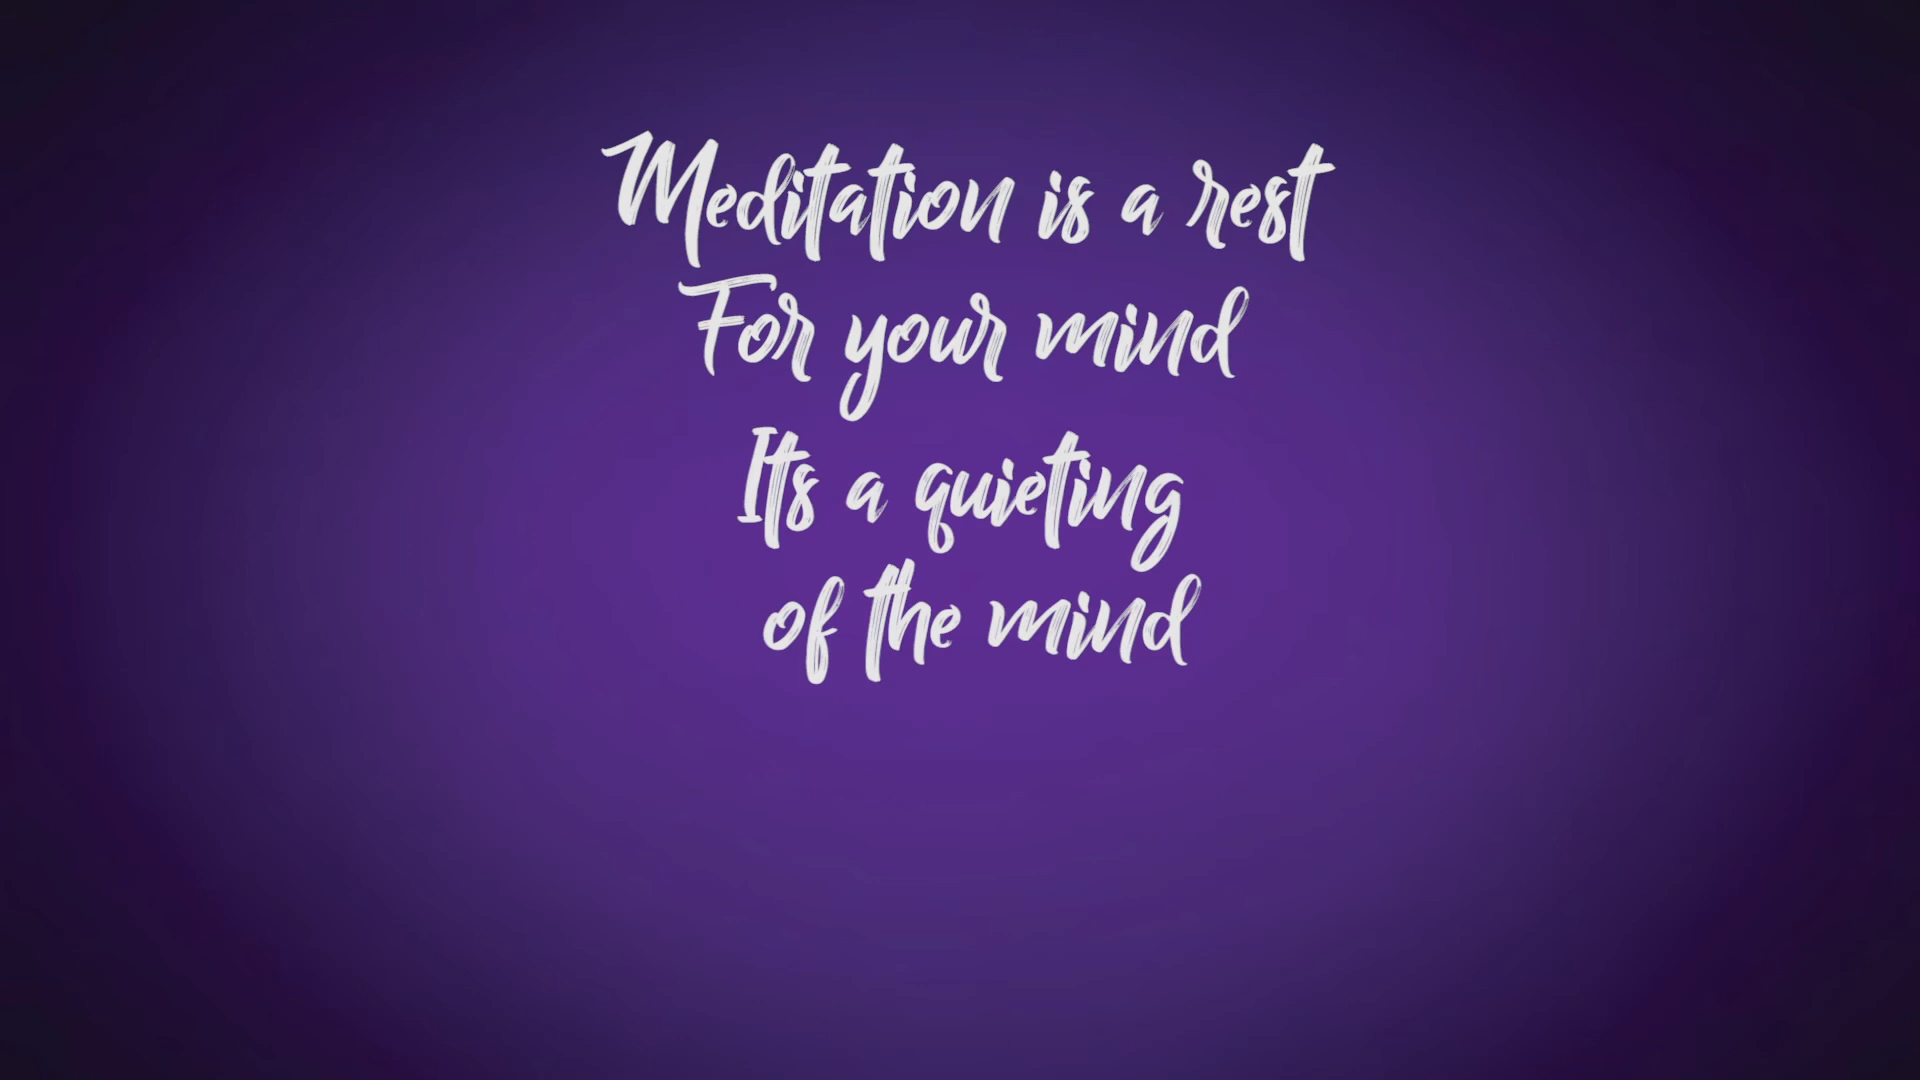 Meditation is a rest
For your mind
Its a quieting
of the mind